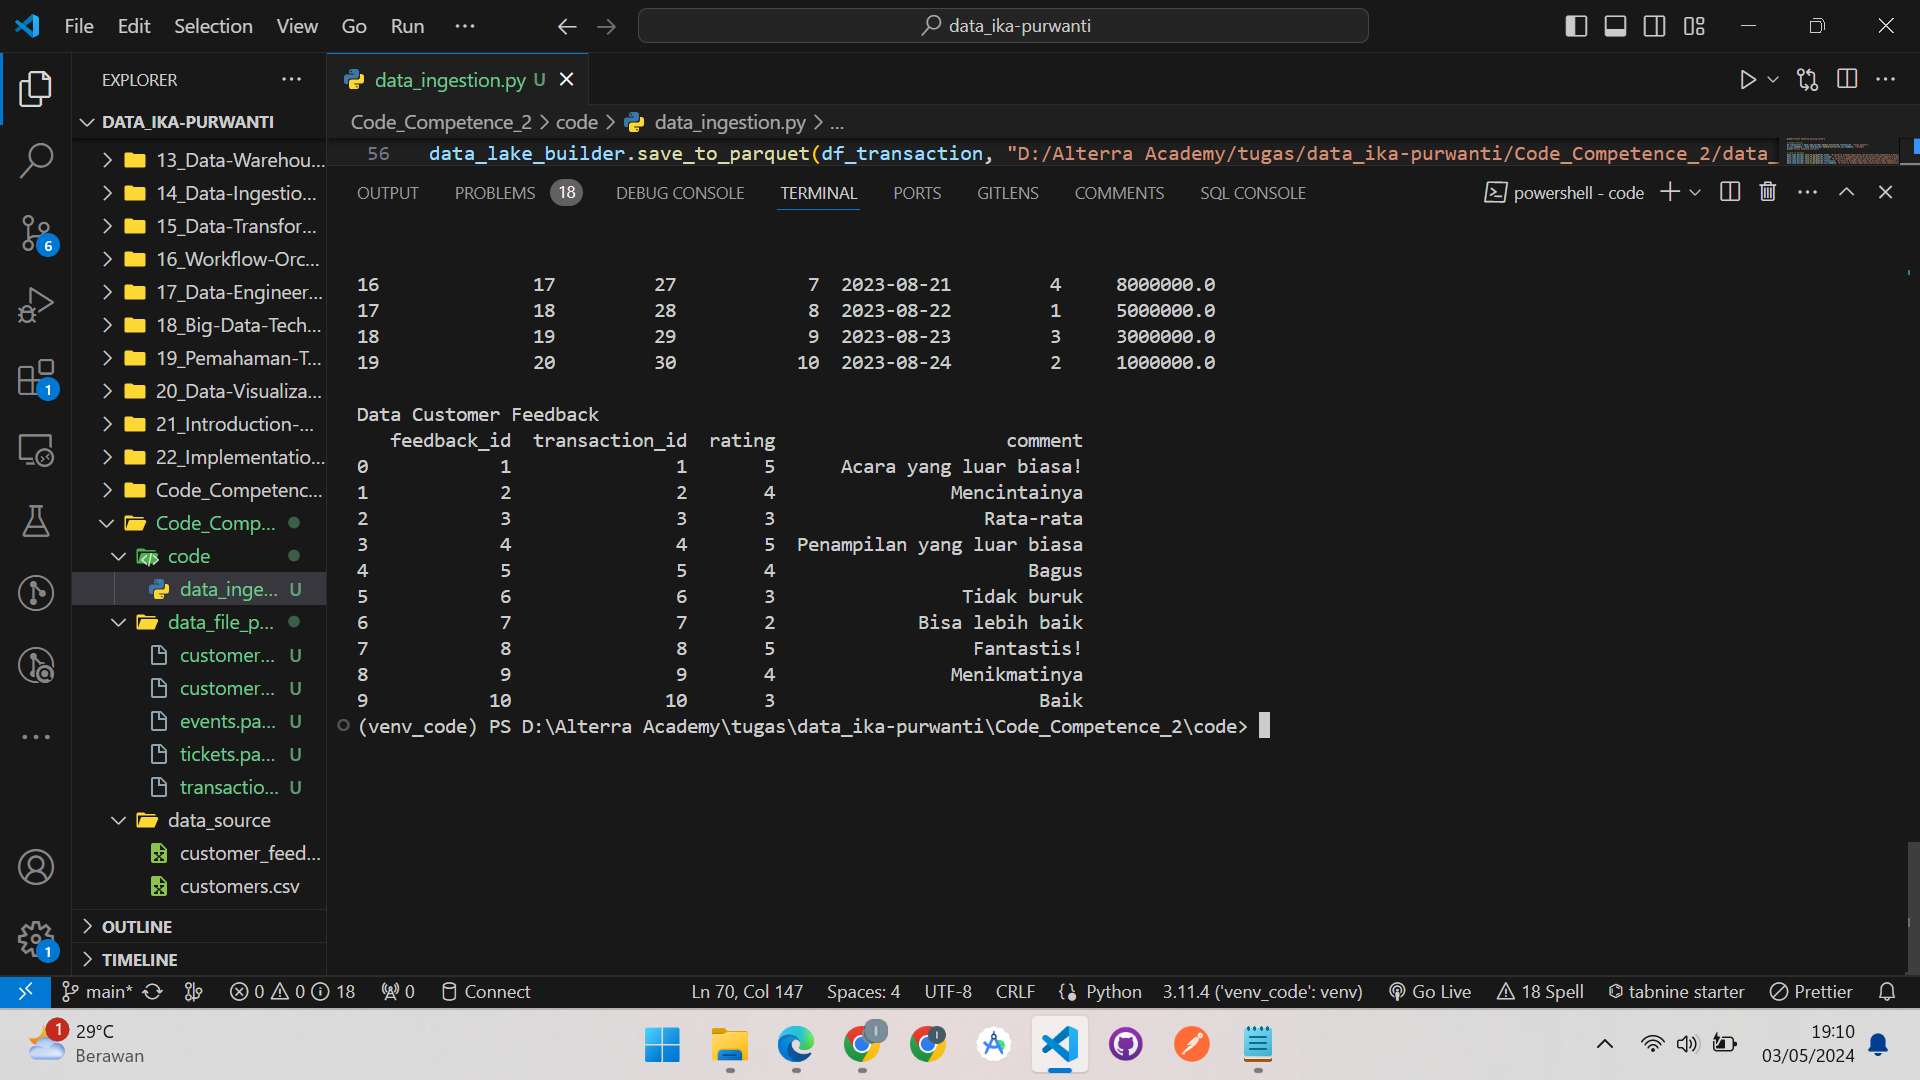 File Edit Selection View Go Run ... data_ika-purwanti
EXPLORER
DATA_IKA-PURWANTI
13_Data-Warehou...
14_Data-Ingestio...
15_Data-Transfor...
16_Workflow-Orc...
17_Data-Engineer...
18_Big-Data-Tech...
19_Pemahaman-T...
20_Data-Visualiza...
21_Introduction-...
22_Implementatio...
Code_Competenc...
Code_Comp...
code
data_inge... U
data_file_p...
customer... U
customer... U
events.pa... U
tickets.pa... U
transactio... U
data_source
customer_feed...
customers.csv
OUTLINE
TIMELINE
6
1
1
data_ingestion.py U
Code_Competence_2 > code > data_ingestion.py > ...
56 data_lake_builder.save_to_parquet(df_transaction, "D:/Alterra Academy/tugas/data_ika-purwanti/Code_Competence_2/data_
OUTPUT PROBLEMS 18 DEBUG CONSOLE TERMINAL PORTS GITLENS COMMENTS SQL CONSOLE powershell - code
16 17 27 7 2023-08-21 4 8000000.0
17 18 28 8 2023-08-22 1 5000000.0
18 19 29 9 2023-08-23 3 3000000.0
19 20 30 10 2023-08-24 2 1000000.0
Data Customer Feedback
feedback_id transaction_id rating comment
0 1 1 5 Acara yang luar biasa!
1 2 2 4 Mencintainya
2 3 3 3 Rata-rata
3 4 4 5 Penampilan yang luar biasa
4 5 5 4 Bagus
5 6 6 3 Tidak buruk
6 7 7 2 Bisa lebih baik
7 8 8 5 Fantastis!
8 9 9 4 Menikmatinya
9 10 10 3 Baik
(venv_code) PS D:\Alterra Academy\tugas\data_ika-purwanti\Code_Competence_2\code>
main* 0 0 18 0 Connect Ln 70, Col 147 Spaces: 4 UTF-8 CRLF Python 3.11.4 ('venv_code': venv) Go Live 18 Spell tabnine starter Prettier
1
29°C
Berawan
19:10
03/05/2024